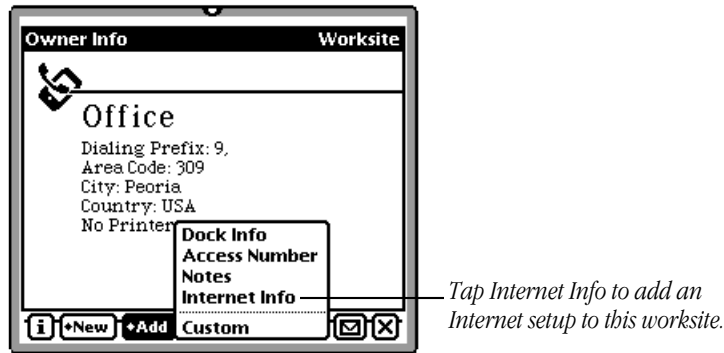 Owner Info Worksite
Office
Dialing Prefix: 9,
Area Code: 309
City: Peoria
Country: USA
No Printer
Dock Info
Access Number
Notes
Internet Info
Custom
Tap Internet Info to add an
Internet setup to this worksite.
i New Add